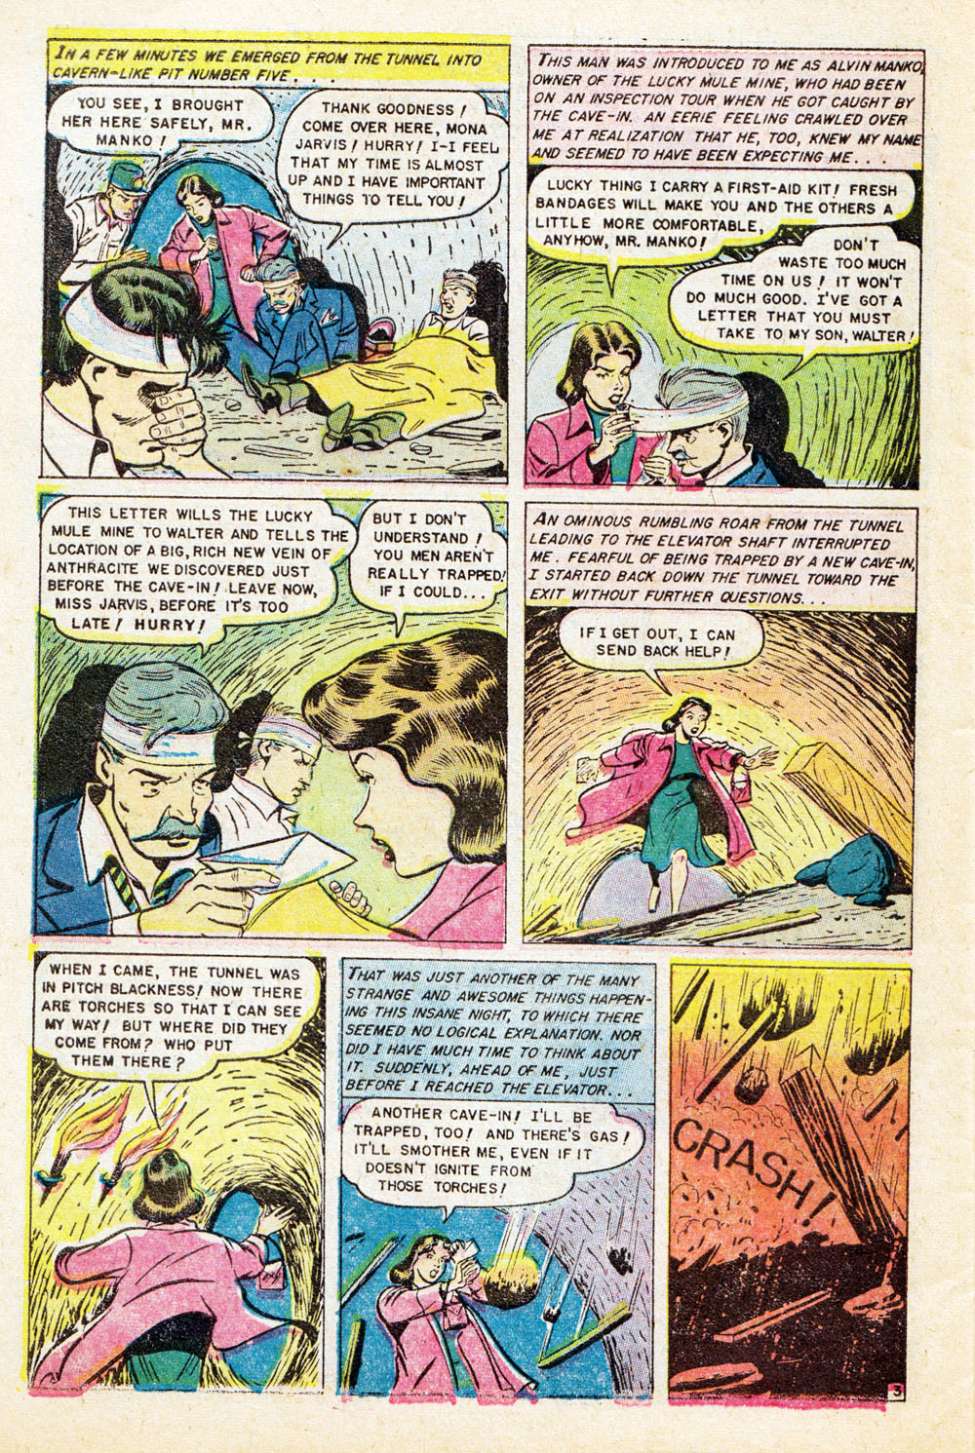 IN A FEW MINUTES WE EMERGED FROM THE TUNNEL INTO
CAVERN-LIKE PIT NUMBER FIVE...
YOU SEE, I BROUGHT
HER HERE SAFELY, MR.
MANKO!
THANK GOODNESS!
COME OVER HERE, MONA
JARVIS! HURRY! I-I FEEL
THAT MY TIME IS ALMOST
UP AND I HAVE IMPORTANT
THINGS TO TELL YOU!
THIS MAN WAS INTRODUCED TO ME AS ALVIN MANKO,
OWNER OF THE LUCKY MULE MINE, WHO HAD BEEN
ON AN INSPECTION TOUR WHEN HE GOT CAUGHT BY
THE CAVE-IN. AN EERIE FEELING CRAWLED OVER
ME AT REALIZATION THAT HE, TOO, KNEW MY NAME
AND SEEMED TO HAVE BEEN EXPECTING ME...
LUCKY THING I CARRY A FIRST-AID KIT! FRESH
BANDAGES WILL MAKE YOU AND THE OTHERS A
LITTLE MORE COMFORTABLE,
ANYHOW, MR. MANKO!
DON'T
WASTE TOO MUCH
TIME ON US! IT WON'T
DO MUCH GOOD. I'VE GOT A
LETTER THAT YOU MUST
TAKE TO MY SON, WALTER!
THIS LETTER WILLS THE LUCKY
MULE MINE TO WALTER AND TELLS THE
LOCATION OF A BIG, RICH NEW VEIN OF
ANTHRACITE WE DISCOVERED JUST
BEFORE THE CAVE-IN! LEAVE NOW,
MISS JARVIS, BEFORE IT'S TOO
LATE! HURRY!
BUT I DON'T
UNDERSTAND!
YOU MEN AREN'T
REALLY TRAPPED!
IF I COULD...
AN OMINOUS RUMBLING ROAR FROM THE TUNNEL
LEADING TO THE ELEVATOR SHAFT INTERRUPTED
ME. FEARFUL OF BEING TRAPPED BY A NEW CAVE-IN,
I STARTED BACK DOWN THE TUNNEL TOWARD THE
EXIT WITHOUT FURTHER QUESTIONS...
IF I GET OUT, I CAN
SEND BACK HELP!
WHEN I CAME, THE TUNNEL WAS
IN PITCH BLACKNESS! NOW THERE
ARE TORCHES SO THAT I CAN SEE
MY WAY! BUT WHERE DID THEY
COME FROM? WHO PUT
THEM THERE?
THAT WAS JUST ANOTHER OF THE MANY
STRANGE AND AWESOME THINGS HAPPEN-
ING THIS INSANE NIGHT, TO WHICH THERE
SEEMED NO LOGICAL EXPLANATION. NOR
DID I HAVE MUCH TIME TO THINK ABOUT
IT. SUDDENLY, AHEAD OF ME, JUST
BEFORE I REACHED THE ELEVATOR...
ANOTHER CAVE-IN! I'LL BE
TRAPPED, TOO! AND THERE'S GAS!
IT'LL SMOTHER ME, EVEN IF IT
DOESN'T IGNITE FROM
THOSE TORCHES!
CRASH!
3